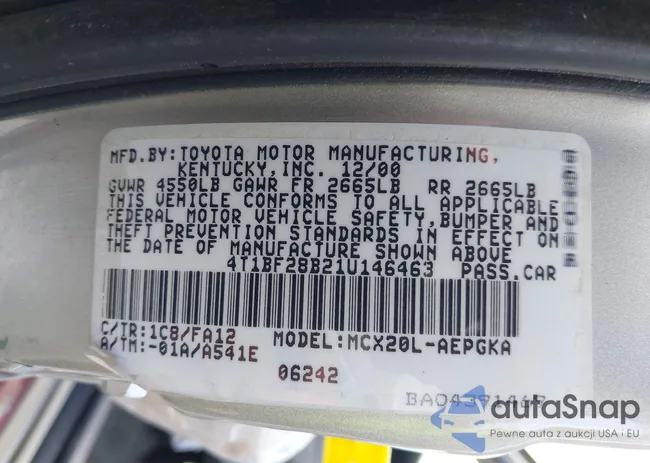 MFD.BY:TOYOTA MOTOR MANUFACTURING,
KENTUCKY,INC. 12/00
GVWR 4550LB GAWR FR 2665LB RR 2665LB
THIS VEHICLE CONFORMS TO ALL APPLICABLE
FEDERAL MOTOR VEHICLE SAFETY,BUMPER AND
THEFT PREVENTION STANDARDS IN EFFECT ON
THE DATE OF MANUFACTURE SHOWN ABOVE
4T1BF28B21U146463 PASS.CAR
C/TR:1C8/FA12 MODEL:MCX20L-AEPGKA
A/TM:-01A/A541E
06242
autaSnap
Pewne auta z aukcji USA i EU